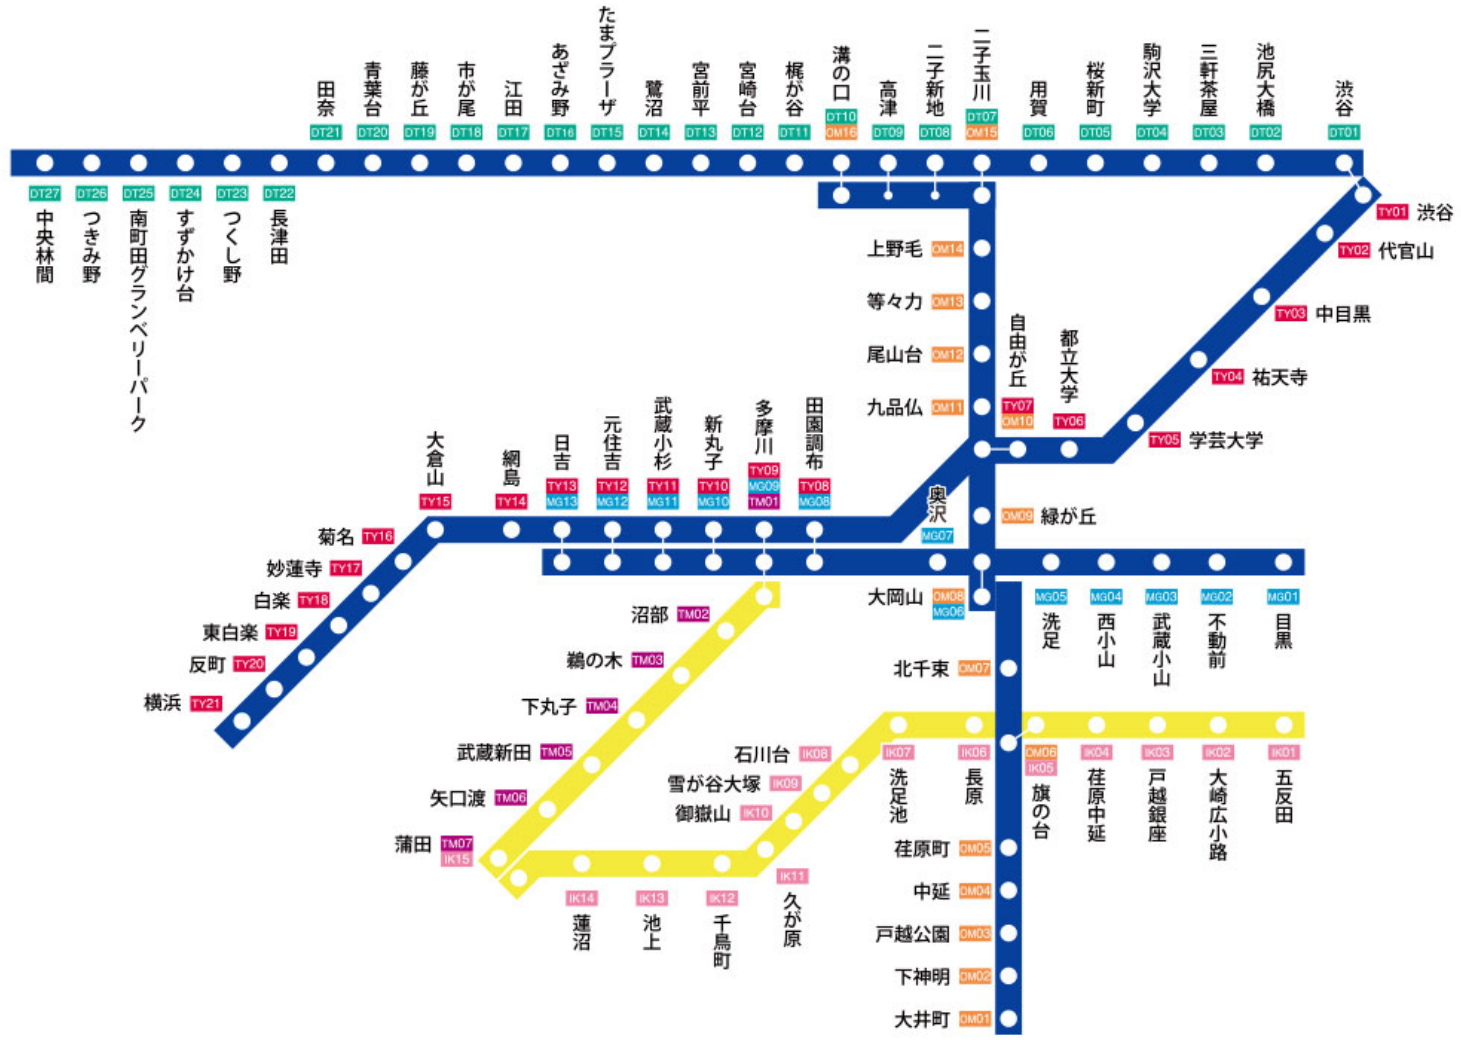 田奈
DT21
青葉台
DT20
藤が丘
DT19
市が尾
DT18
江田
DT17
あざみ野
DT16
たまプラーザ
DT15
鷺沼
DT14
宮前平
DT13
宮崎台
DT12
梶が谷
DT11
溝の口
DT10
OM16
高津
DT09
二子新地
DT08
二子玉川
DT07
OM15
用賀
DT06
桜新町
DT05
駒沢大学
DT04
三軒茶屋
DT03
池尻大橋
DT02
渋谷
DT01
DT27
中央林間
DT26
つきみ野
DT25
南町田グランベリーパーク
DT24
すずかけ台
DT23
つくし野
DT22
長津田
TY01 渋谷
TY02 代官山
TY03 中目黒
TY04 祐天寺
TY05 学芸大学
都立大学
TY06
自由が丘
TY07
OM10
上野毛 OM14
等々力 OM13
尾山台 OM12
九品仏 OM11
大倉山
TY15
綱島
TY14
日吉
TY13
MG13
元住吉
TY12
MG12
武蔵小杉
TY11
MG11
新丸子
TY10
MG10
多摩川
TY09
MG09
TM01
田園調布
TY08
MG08
奥沢
MG07
OM09 緑が丘
菊名 TY16
妙蓮寺 TY17
白楽 TY18
東白楽 TY19
反町 TY20
横浜 TY21
大岡山 OM08
MG06
MG05
洗足
MG04
西小山
MG03
武蔵小山
MG02
不動前
MG01
目黒
沼部 TM02
鵜の木 TM03
下丸子 TM04
武蔵新田 TM05
矢口渡 TM06
蒲田 TM07
IK15
北千束 OM07
石川台 IK08
雪が谷大塚 IK09
御嶽山 IK10
IK07
洗足池
IK06
長原
OM06
IK05
旗の台
IK04
荏原中延
IK03
戸越銀座
IK02
大崎広小路
IK01
五反田
IK14
蓮沼
IK13
池上
IK12
千鳥町
IK11
久が原
荏原町 OM05
中延 OM04
戸越公園 OM03
下神明 OM02
大井町 OM01